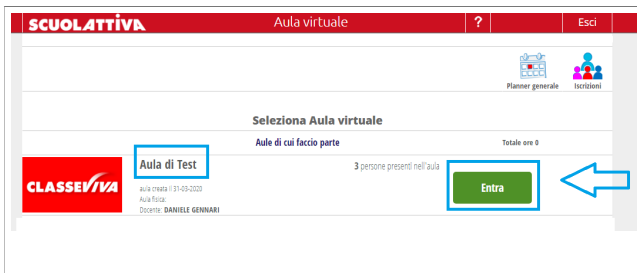 SCUOLATTIVA Aula virtuale ? Esci
Planner generale Iscrizioni
Seleziona Aula virtuale
Aule di cui faccio parte Totale ore 0
Aula di Test 3 persone presenti nell'aula
CLASSEVIVA Entra
aula creata il 31-03-2020
Aula fisica:
Docente: DANIELE GENNARI